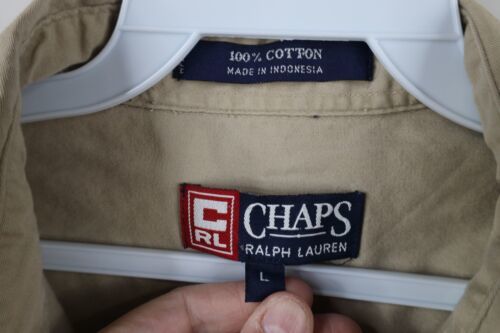 100% COTTON
MADE IN INDONESIA
C
RL
CHAPS
RALPH LAUREN
L